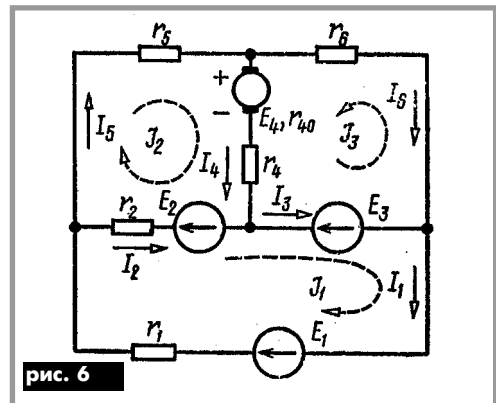 r₅
r₆
+
−
E₄, r₄₀
I₅
I₆
J₂
J₃
I₄
r₄
r₂
E₂
I₃
E₃
I₂
J₁
I₁
r₁
E₁
рис. 6